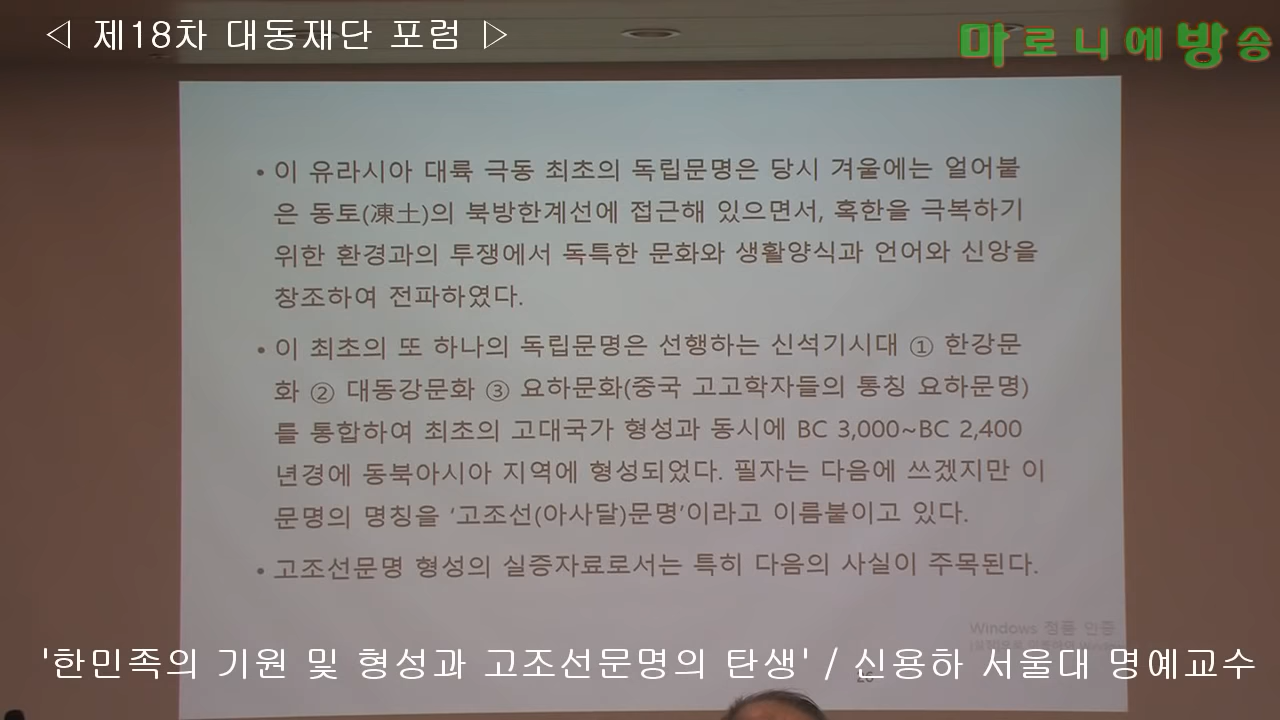 ◁ 제18차 대동재단 포럼 ▷
마로니에방송
• 이 유라시아 대륙 극동 최초의 독립문명은 당시 겨울에는 얼어붙
은 동토(凍土)의 북방한계선에 접근해 있으면서, 혹한을 극복하기
위한 환경과의 투쟁에서 독특한 문화와 생활양식과 언어와 신앙을
창조하여 전파하였다.
• 이 최초의 또 하나의 독립문명은 선행하는 신석기시대 ① 한강문
화 ② 대동강문화 ③ 요하문화(중국 고고학자들의 통칭 요하문명)
를 통합하여 최초의 고대국가 형성과 동시에 BC 3,000~BC 2,400
년경에 동북아시아 지역에 형성되었다. 필자는 다음에 쓰겠지만 이
문명의 명칭을 ‘고조선(아사달)문명’이라고 이름붙이고 있다.
• 고조선문명 형성의 실증자료로서는 특히 다음의 사실이 주목된다.
Windows 정품 인증
'한민족의 기원 및 형성과 고조선문명의 탄생' / 신용하 서울대 명예교수